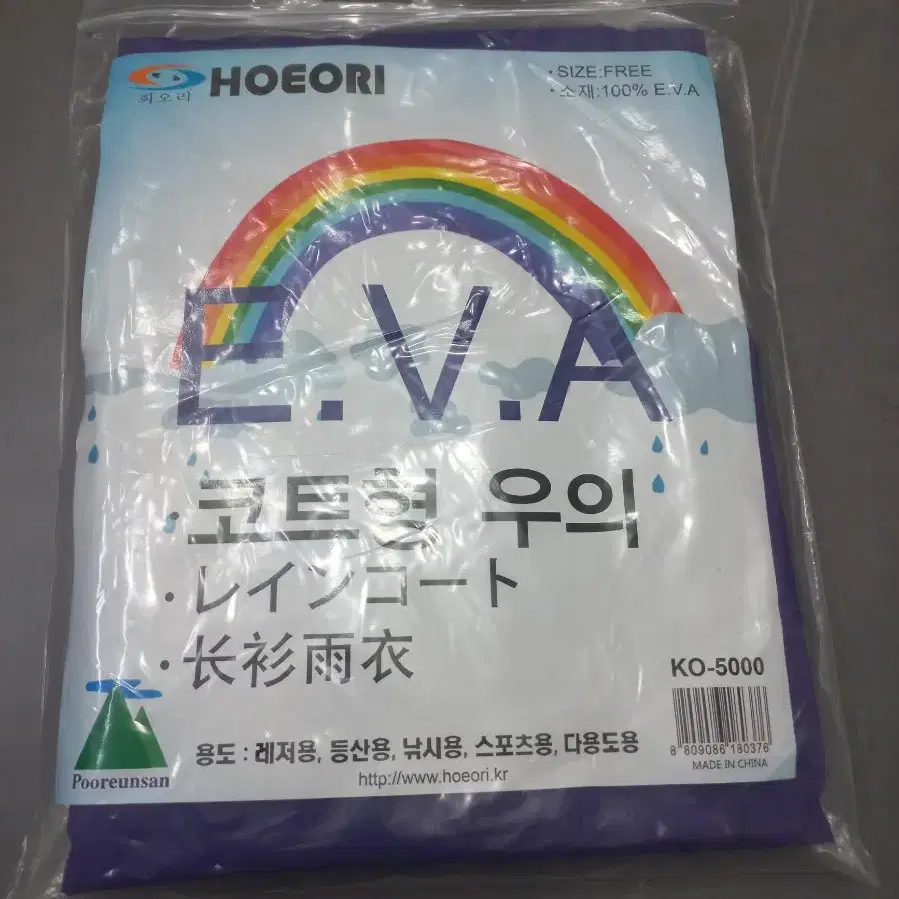 HOEORI
회오리
·SIZE:FREE
·소재:100% E.V.A
E.V.A
·코트형 우의
·レインコート
·长衫雨衣
KO-5000
8 809086 180376
MADE IN CHINA
Pooreunsan
용도 : 레저용, 등산용, 낚시용, 스포츠용, 다용도용
http://www.hoeori.kr